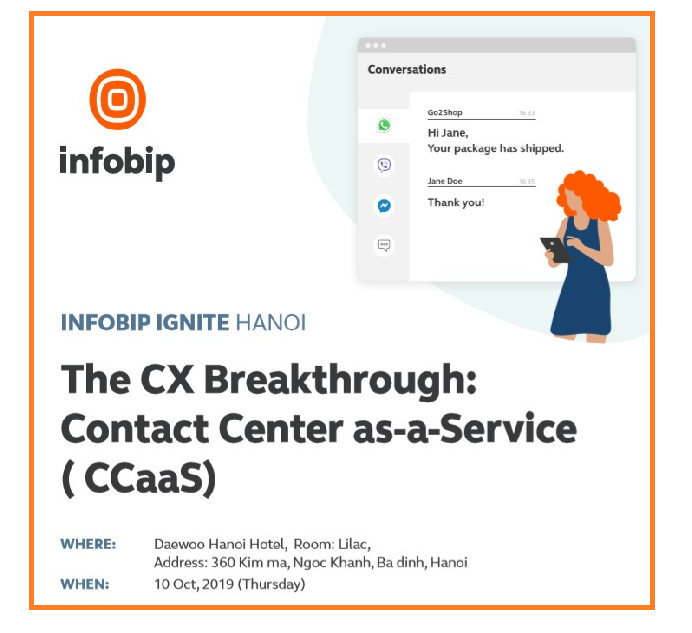 infobip
Conversations
Go2Shop 16:33
Hi Jane,
Your package has shipped.
Jane Doe 16:35
Thank you!
INFOBIP IGNITE HANOI
The CX Breakthrough:
Contact Center as-a-Service
( CCaaS)
WHERE: Daewoo Hanoi Hotel, Room: Lilac,
Address: 360 Kim ma, Ngoc Khanh, Ba dinh, Hanoi
WHEN: 10 Oct, 2019 (Thursday)